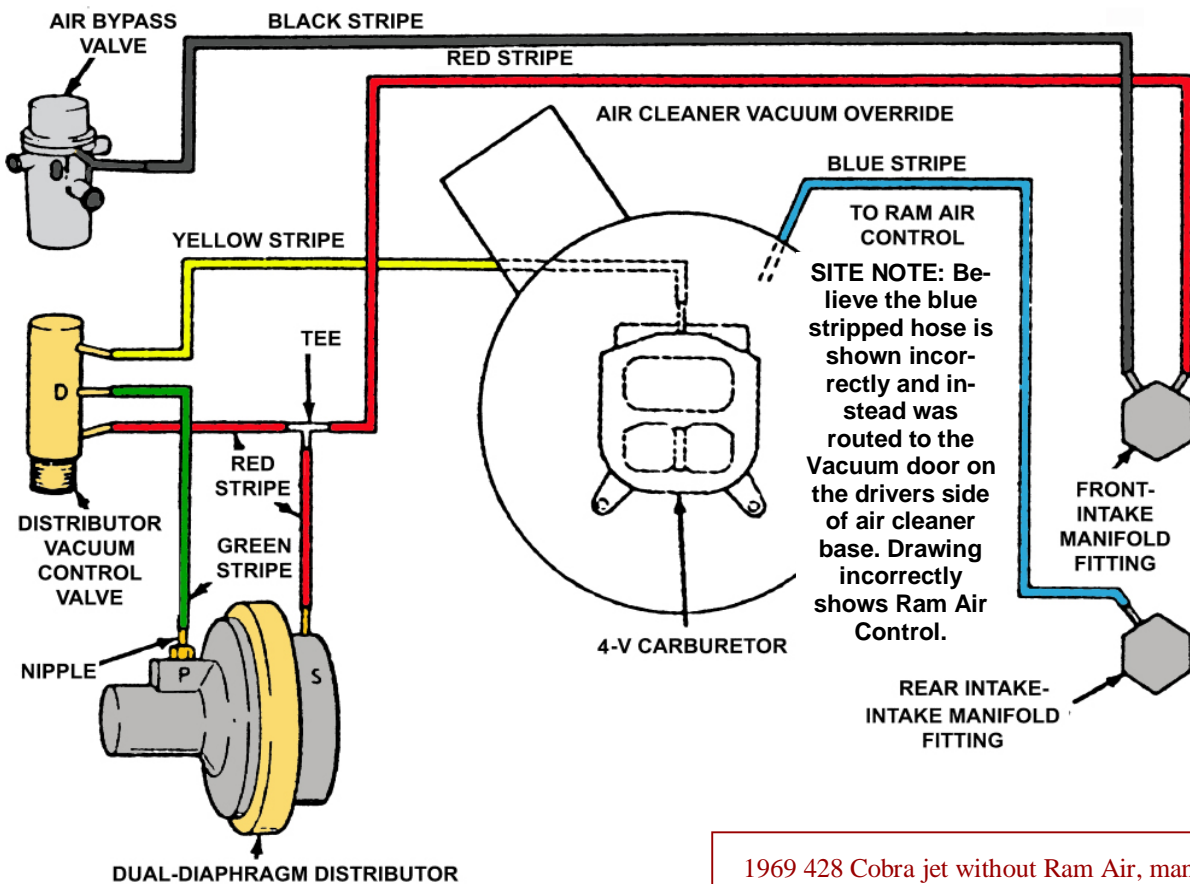 AIR BYPASS
VALVE
BLACK STRIPE
RED STRIPE
AIR CLEANER VACUUM OVERRIDE
BLUE STRIPE
TO RAM AIR
CONTROL
YELLOW STRIPE
SITE NOTE: Be-
lieve the blue
stripped hose is
shown incor-
rectly and in-
stead was
routed to the
Vacuum door on
the drivers side
of air cleaner
base. Drawing
incorrectly
shows Ram Air
Control.
TEE
D
RED
STRIPE
DISTRIBUTOR
VACUUM
CONTROL
VALVE
GREEN
STRIPE
FRONT-
INTAKE
MANIFOLD
FITTING
NIPPLE
P
S
4-V CARBURETOR
REAR INTAKE-
INTAKE MANIFOLD
FITTING
DUAL-DIAPHRAGM DISTRIBUTOR
1969 428 Cobra jet without Ram Air, man